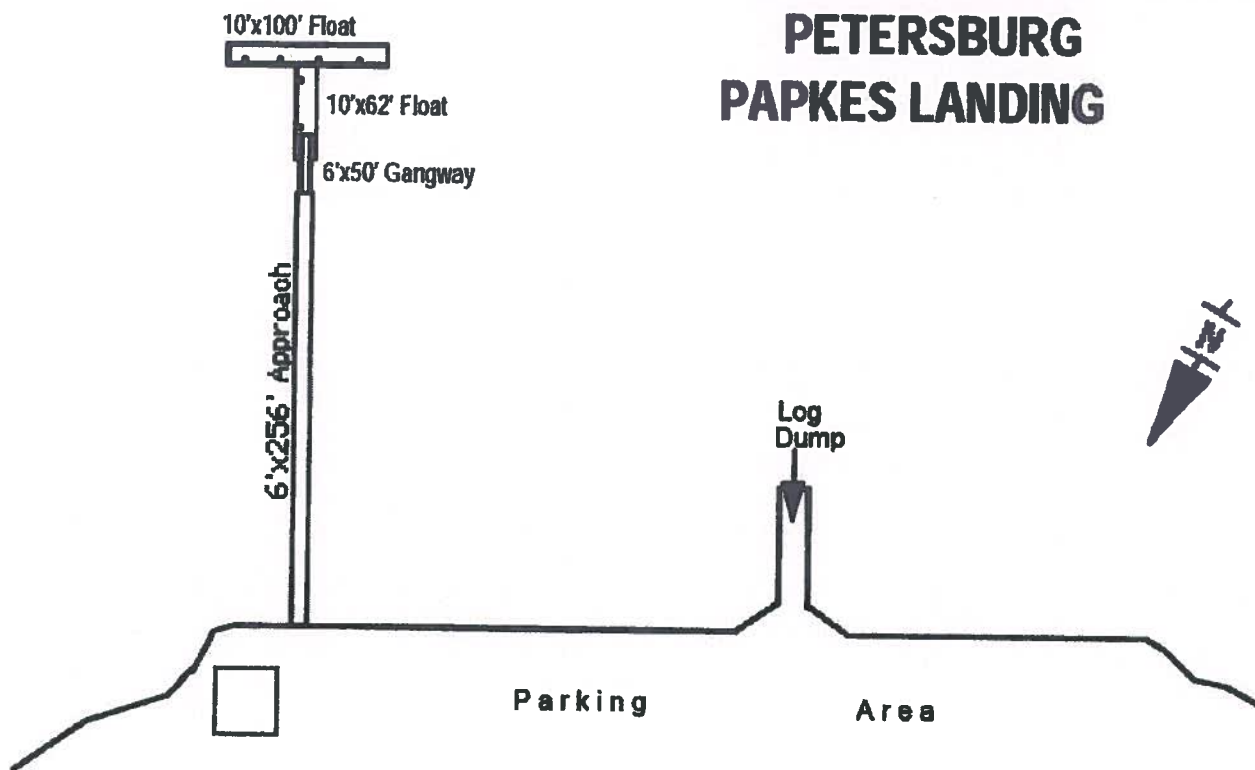 PETERSBURG
PAPKES LANDING
10'x100' Float
10'x62' Float
6'x50' Gangway
6'x256' Approach
Log
Dump
Parking Area